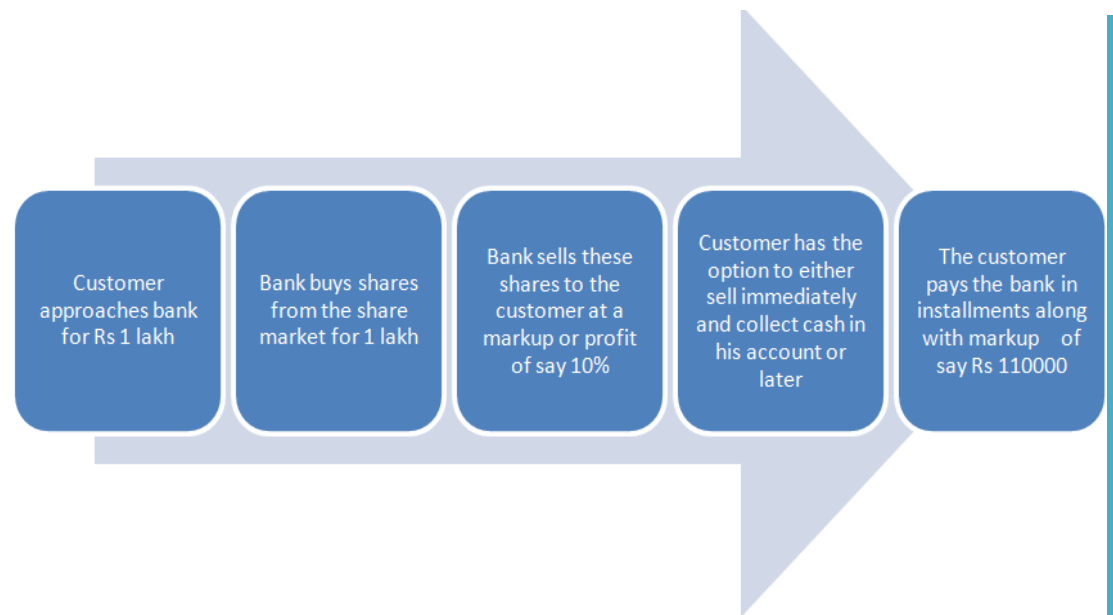 Customer
approaches bank
for Rs 1 lakh
Bank buys shares
from the share
market for 1 lakh
Bank sells these
shares to the
customer at a
markup or profit
of say 10%
Customer has the
option to either
sell immediately
and collect cash in
his account or
later
The customer
pays the bank in
installments along
with markup of
say Rs 110000